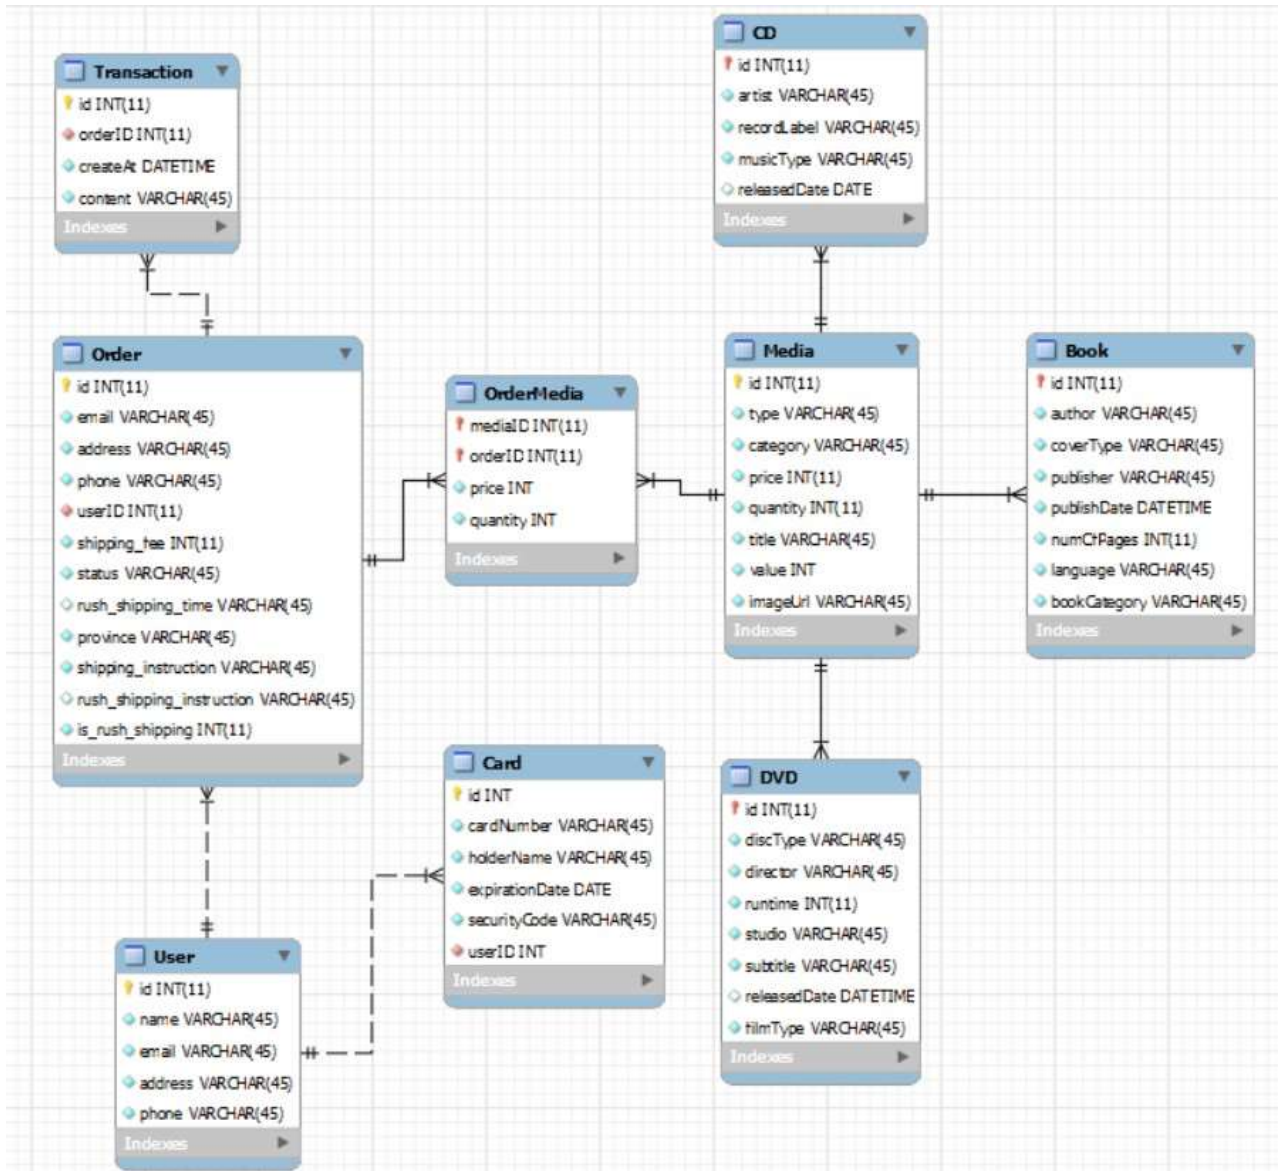 CD
id INT(11)
artist VARCHAR(45)
recordLabel VARCHAR(45)
musicType VARCHAR(45)
releasedDate DATE
Indexes
Transaction
id INT(11)
orderID INT(11)
createAt DATETIME
content VARCHAR(45)
Indexes
Order
id INT(11)
email VARCHAR(45)
address VARCHAR(45)
phone VARCHAR(45)
userID INT(11)
shipping_fee INT(11)
status VARCHAR(45)
rush_shipping_time VARCHAR(45)
province VARCHAR(45)
shipping_instruction VARCHAR(45)
rush_shipping_instruction VARCHAR(45)
is_rush_shipping INT(11)
Indexes
OrderMedia
mediaID INT(11)
orderID INT(11)
price INT
quantity INT
Indexes
Media
id INT(11)
type VARCHAR(45)
category VARCHAR(45)
price INT(11)
quantity INT(11)
title VARCHAR(45)
value INT
imageUrl VARCHAR(45)
Indexes
Book
id INT(11)
author VARCHAR(45)
coverType VARCHAR(45)
publisher VARCHAR(45)
publishDate DATETIME
numOfPages INT(11)
language VARCHAR(45)
bookCategory VARCHAR(45)
Indexes
Card
id INT
cardNumber VARCHAR(45)
holderName VARCHAR(45)
expirationDate DATE
securityCode VARCHAR(45)
userID INT
Indexes
DVD
id INT(11)
discType VARCHAR(45)
director VARCHAR(45)
runtime INT(11)
studio VARCHAR(45)
subtitle VARCHAR(45)
releasedDate DATETIME
filmType VARCHAR(45)
Indexes
User
id INT(11)
name VARCHAR(45)
email VARCHAR(45)
address VARCHAR(45)
phone VARCHAR(45)
Indexes